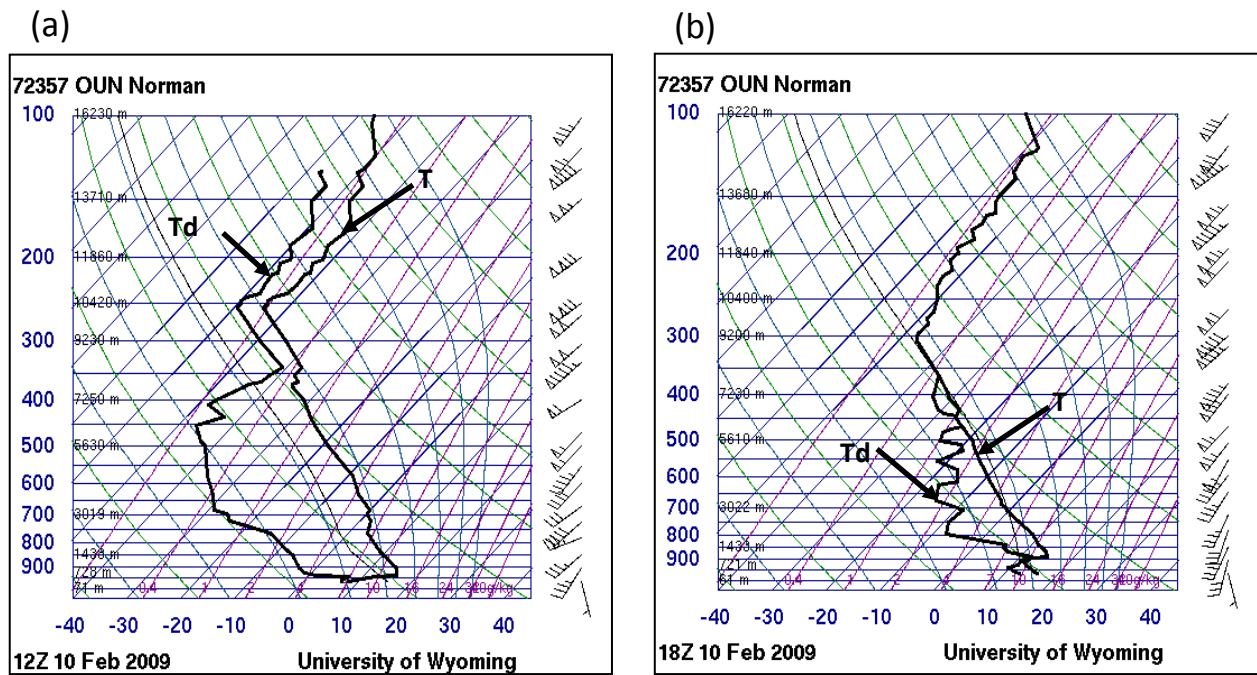 (a)
72357 OUN Norman
100 16230 m
T
13710 m
Td
200 11860 m
10420 m
300 9230 m
400 7250 m
500 5630 m
600
700 3019 m
800
1438 m
900 728 m
71 m 0.4 1 2 4 10 16 24 g/kg
-40 -30 -20 -10 0 10 20 30 40
12Z 10 Feb 2009 University of Wyoming
(b)
72357 OUN Norman
100 16220 m
13680 m
200 11840 m
10400 m
300 9200 m
400 7230 m
T
500 5610 m
Td
600
700 3022 m
800
1433 m
900 721 m
61 m 0.4 1 2 4 7 10 16 24 g/kg
-40 -30 -20 -10 0 10 20 30 40
18Z 10 Feb 2009 University of Wyoming